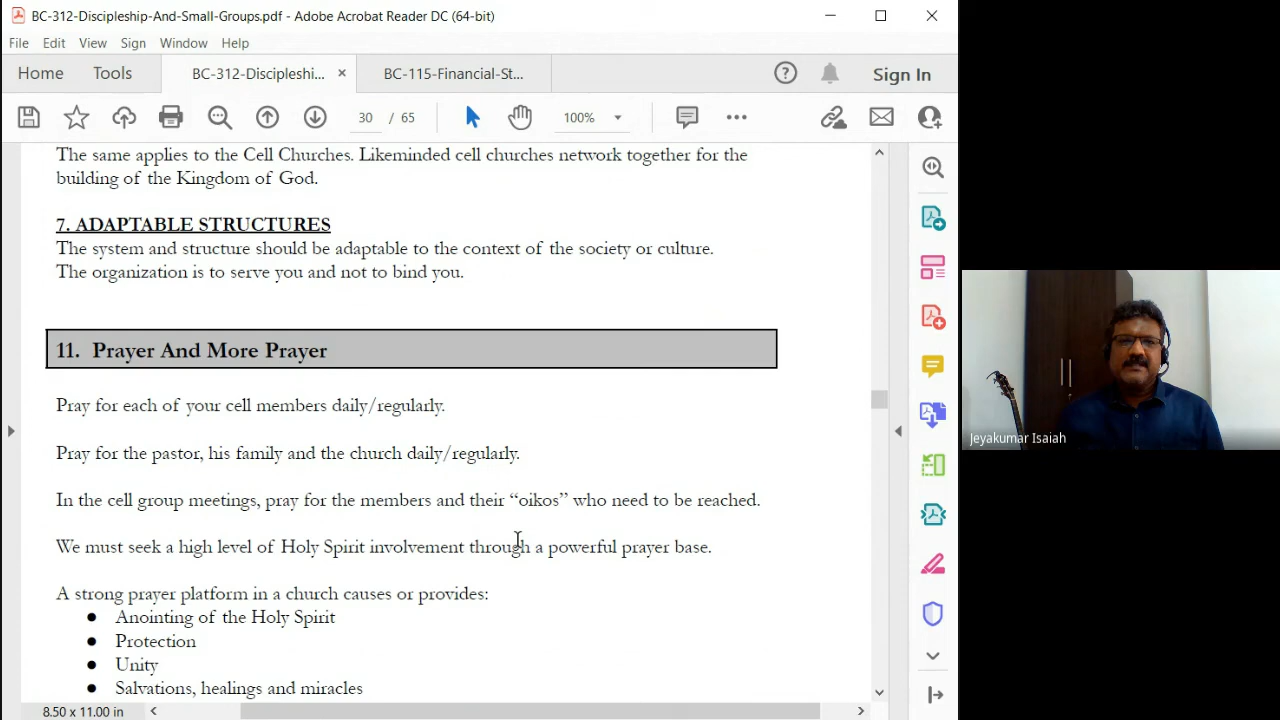 BC-312-Discipleship-And-Small-Groups.pdf - Adobe Acrobat Reader DC (64-bit)
File Edit View Sign Window Help
Home Tools BC-312-Discipleshi... × BC-115-Financial-St... Sign In
30 / 65 100%
The same applies to the Cell Churches. Likeminded cell churches network together for the
building of the Kingdom of God.
7. ADAPTABLE STRUCTURES
The system and structure should be adaptable to the context of the society or culture.
The organization is to serve you and not to bind you.
11. Prayer And More Prayer
Pray for each of your cell members daily/regularly.
Pray for the pastor, his family and the church daily/regularly.
In the cell group meetings, pray for the members and their “oikos” who need to be reached.
We must seek a high level of Holy Spirit involvement through a powerful prayer base.
A strong prayer platform in a church causes or provides:
● Anointing of the Holy Spirit
● Protection
● Unity
● Salvations, healings and miracles
8.50 x 11.00 in
Jeyakumar Isaiah